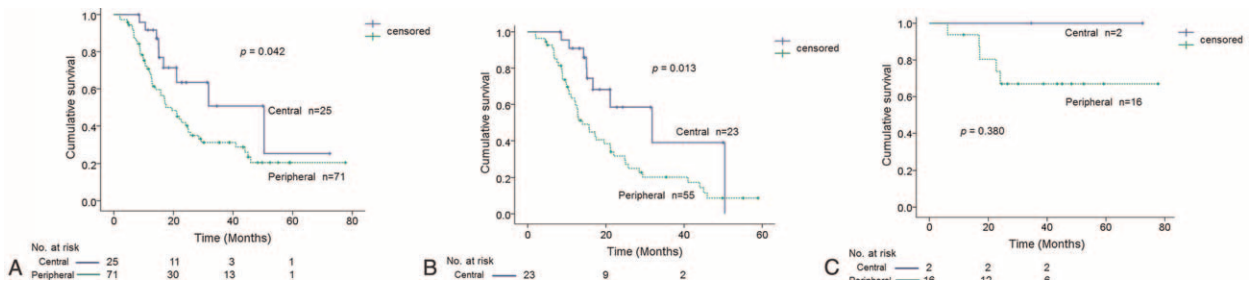 1.0
0.8
0.6
0.4
0.2
0.0
Cumulative survival
p = 0.042
censored
Central n=25
Peripheral n=71
0 20 40 60 80
Time (Months)
No. at risk
Central 25 11 3 1
Peripheral 71 30 13 1
A
1.0
0.8
0.6
0.4
0.2
0.0
Cumulative survival
p = 0.013
censored
Central n=23
Peripheral n=55
0 20 40 60
Time (Months)
No. at risk
Central 23 9 2
B
1.0
0.8
0.6
0.4
0.2
0.0
Cumulative survival
Central n=2
censored
Peripheral n=16
p = 0.380
0 20 40 60 80
Time (Months)
No. at risk
Central 2 2 2
Peripheral 16 12 6
C